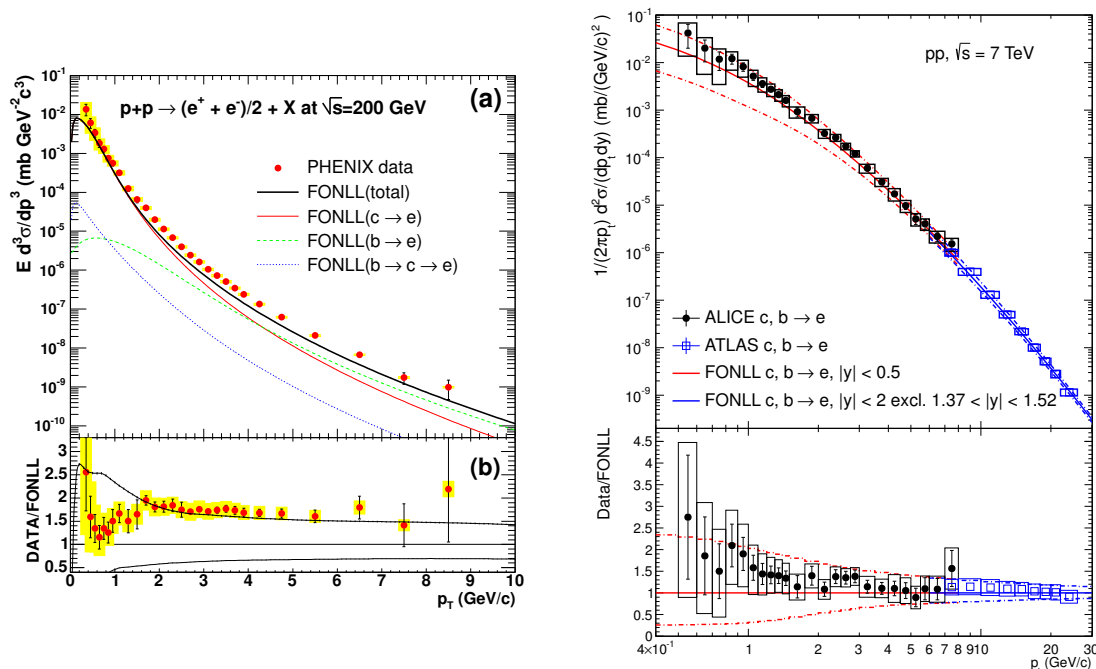 (a)
p+p → (e⁺ + e⁻)/2 + X at √s=200 GeV
PHENIX data
FONLL(total)
FONLL(c → e)
FONLL(b → e)
FONLL(b → c → e)
E d³σ/dp³ (mb GeV⁻²c³)
10⁻¹
10⁻²
10⁻³
10⁻⁴
10⁻⁵
10⁻⁶
10⁻⁷
10⁻⁸
10⁻⁹
10⁻¹⁰
(b)
DATA/FONLL
3
2.5
2
1.5
1
0.5
0 1 2 3 4 5 6 7 8 9 10
p_T (GeV/c)
pp, √s = 7 TeV
1/(2πp_t) d²σ/(dp_t dy) (mb/(GeV/c)²)
10⁻¹
10⁻²
10⁻³
10⁻⁴
10⁻⁵
10⁻⁶
10⁻⁷
10⁻⁸
10⁻⁹
ALICE c, b → e
ATLAS c, b → e
FONLL c, b → e, |y| < 0.5
FONLL c, b → e, |y| < 2 excl. 1.37 < |y| < 1.52
Data/FONLL
4.5
4
3.5
3
2.5
2
1.5
1
0.5
0
4×10⁻¹ 1 2 3 4 5 6 7 8 9 10 20 30
(GeV/c)